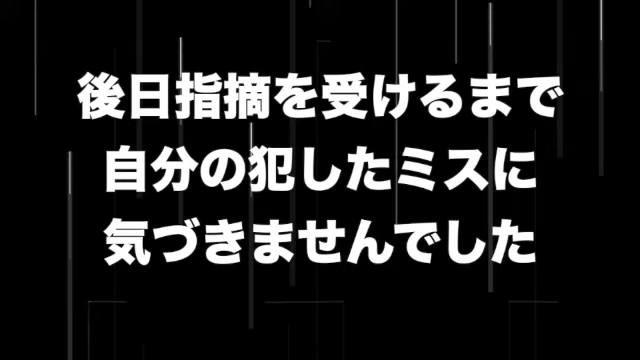 後日指摘を受けるまで
自分の犯したミスに
気づきませんでした